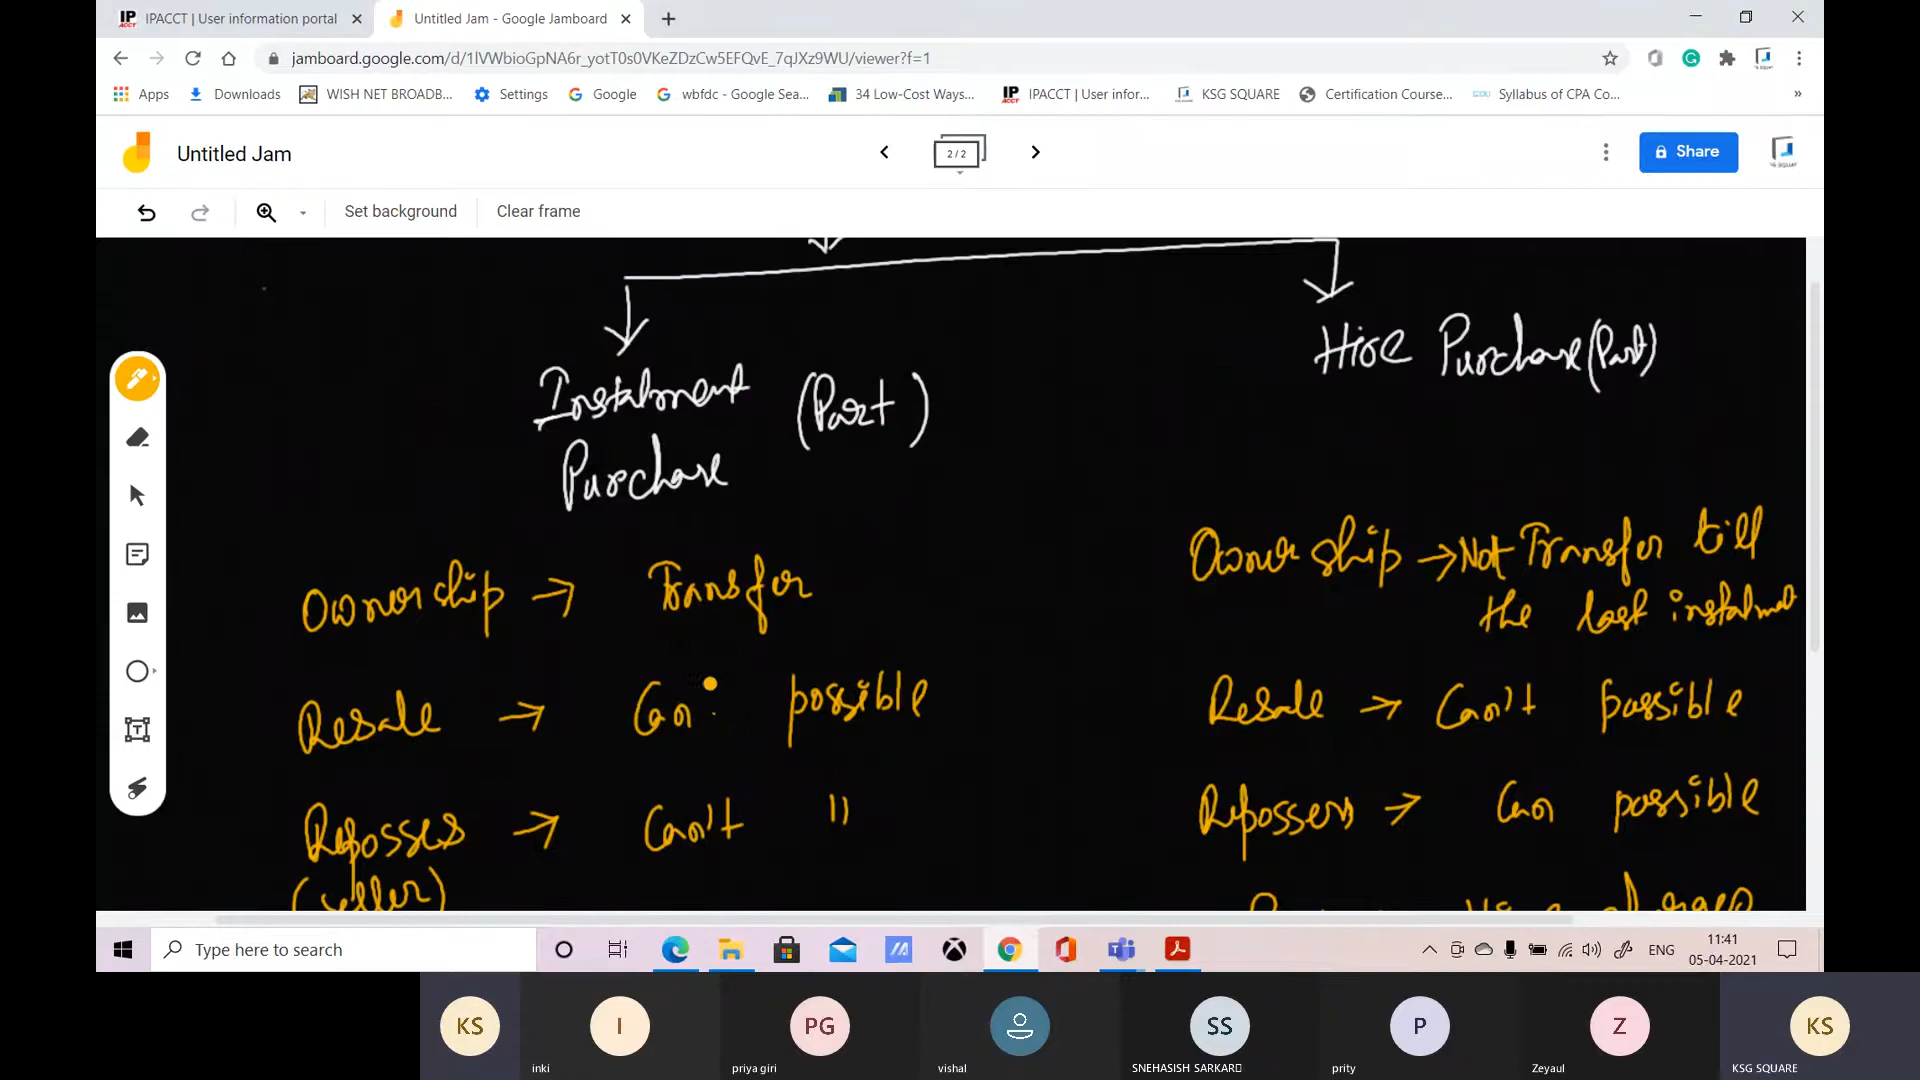 IPACCT | User information portal
Untitled Jam - Google Jamboard
jamboard.google.com/d/1lVWbioGpNA6r_yotT0s0VKeZDzCw5EFQvE_7qJXz9WU/viewer?f=1
Apps Downloads WISH NET BROADB... Settings Google wbfdc - Google Sea... 34 Low-Cost Ways... IPACCT | User infor... KSG SQUARE Certification Course... Syllabus of CPA Co... »
Untitled Jam
2 / 2
Share
Set background Clear frame
Instalment (Part)
Purchase
Hire Purchase (Part)
Ownership → Transfer
Resale → Can possible
Reposses → Can't "
(seller)
Ownership → Not Transfer till
the last instalment
Resale → Can't possible
Repossess → Can possible
Type here to search
ENG
11:41
05-04-2021
KS
I
inki
PG
priya giri
vishal
SS
SNEHASISH SARKAR
P
prity
Z
Zeyaul
KS
KSG SQUARE